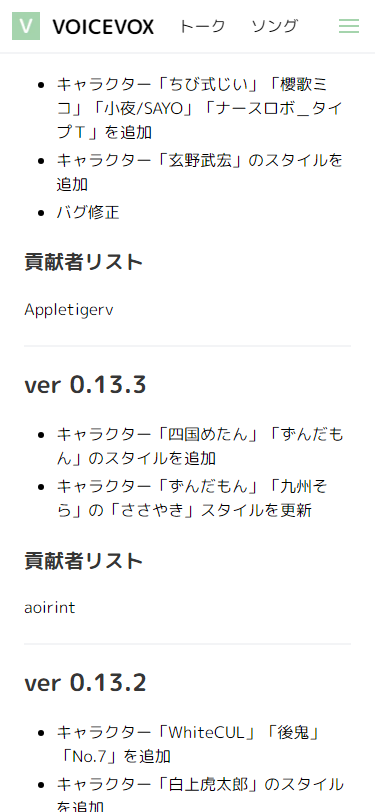 V VOICEVOX トーク ソング
キャラクター「ちび式じい」「櫻歌ミ
コ」「小夜/SAYO」「ナースロボ＿タイ
プＴ」を追加
キャラクター「玄野武宏」のスタイルを
追加
バグ修正
貢献者リスト
Appletigerv
ver 0.13.3
キャラクター「四国めたん」「ずんだも
ん」のスタイルを追加
キャラクター「ずんだもん」「九州そ
ら」の「ささやき」スタイルを更新
貢献者リスト
aoirint
ver 0.13.2
キャラクター「WhiteCUL」「後鬼」
「No.7」を追加
キャラクター「白上虎太郎」のスタイルを
追加